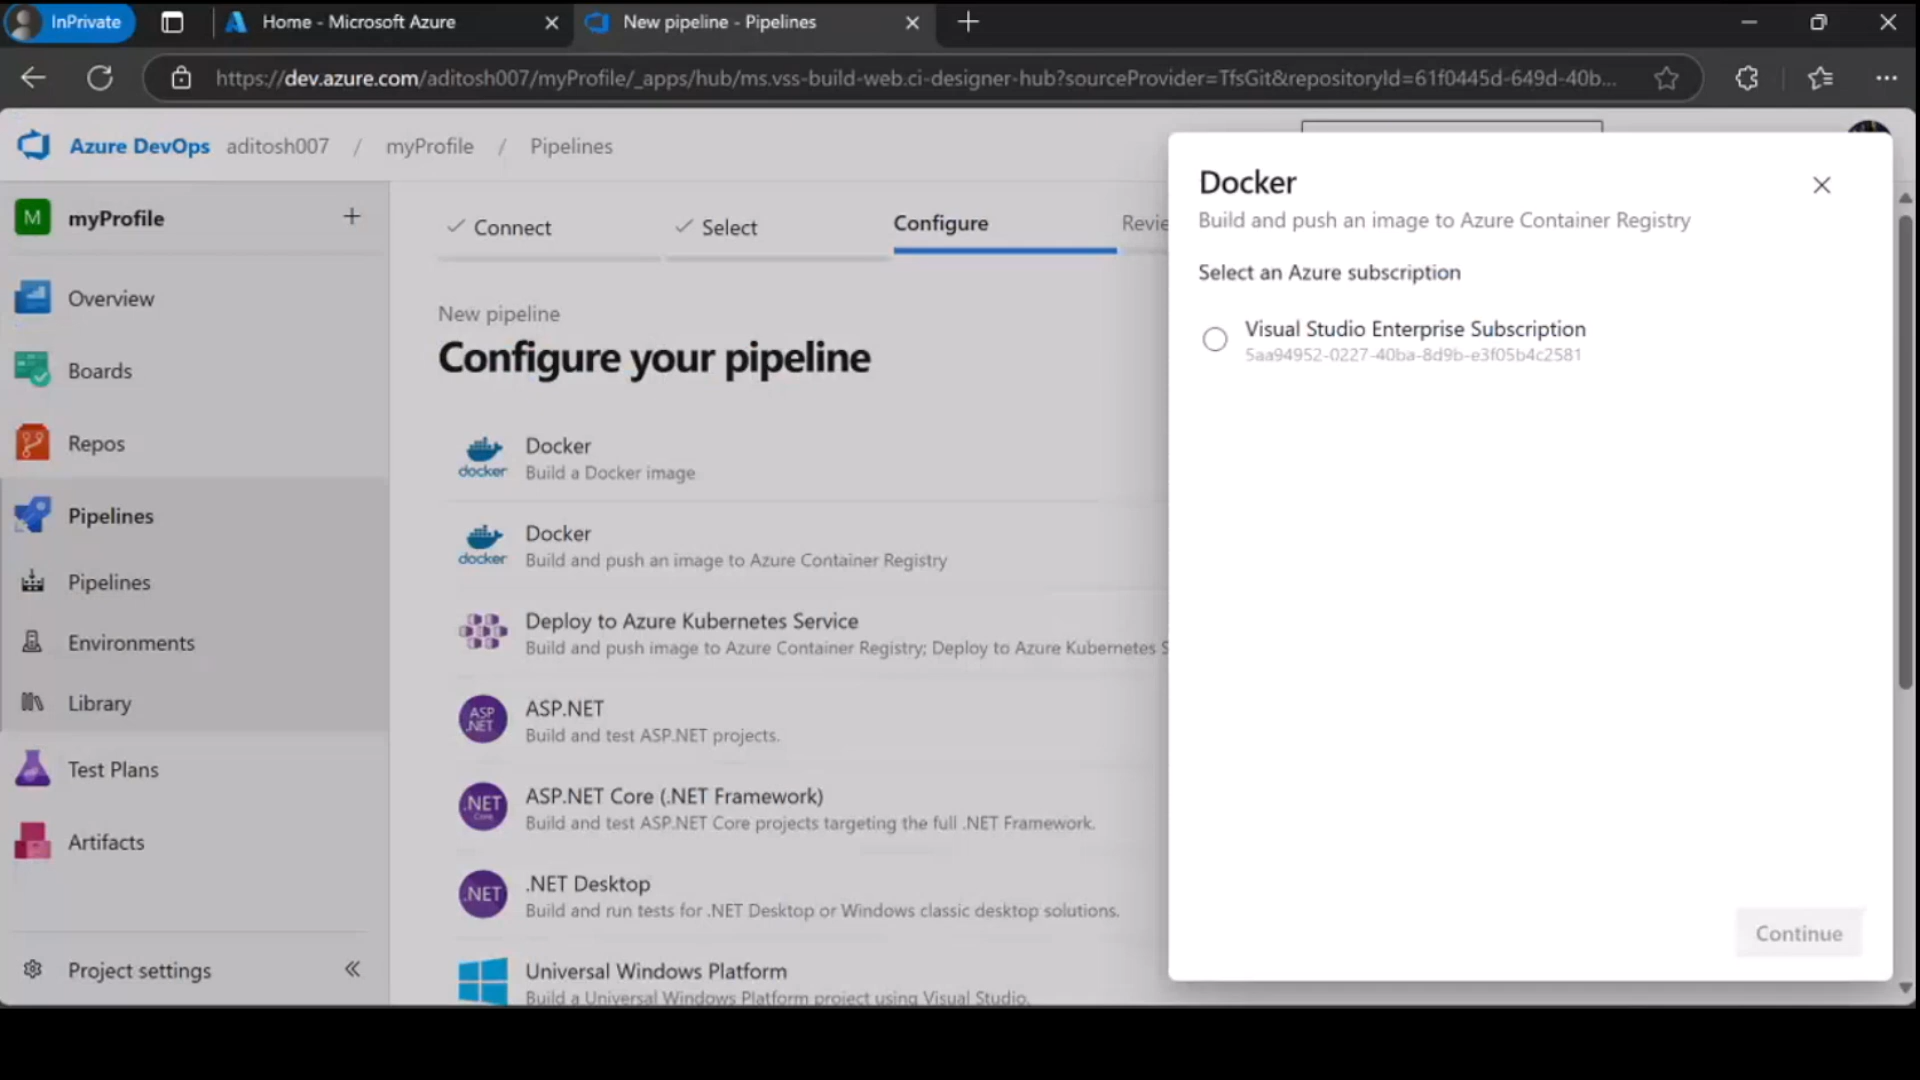 InPrivate
Home - Microsoft Azure
New pipeline - Pipelines
https://dev.azure.com/aditosh007/myProfile/_apps/hub/ms.vss-build-web.ci-designer-hub?sourceProvider=TfsGit&repositoryId=61f0445d-649d-40b...
Azure DevOps
aditosh007 / myProfile / Pipelines
M myProfile
Overview
Boards
Repos
Pipelines
Pipelines
Environments
Library
Test Plans
Artifacts
Project settings
Connect
Select
Configure
Revie
New pipeline
Configure your pipeline
docker
Docker
Build a Docker image
docker
Docker
Build and push an image to Azure Container Registry
Deploy to Azure Kubernetes Service
Build and push image to Azure Container Registry; Deploy to Azure Kubernetes S
ASP
.NET
ASP.NET
Build and test ASP.NET projects.
.NET
Core
ASP.NET Core (.NET Framework)
Build and test ASP.NET Core projects targeting the full .NET Framework.
.NET
.NET Desktop
Build and run tests for .NET Desktop or Windows classic desktop solutions.
Universal Windows Platform
Build a Universal Windows Platform project using Visual Studio.
Docker
Build and push an image to Azure Container Registry
Select an Azure subscription
Visual Studio Enterprise Subscription
5aa94952-0227-40ba-8d9b-e3f05b4c2581
Continue